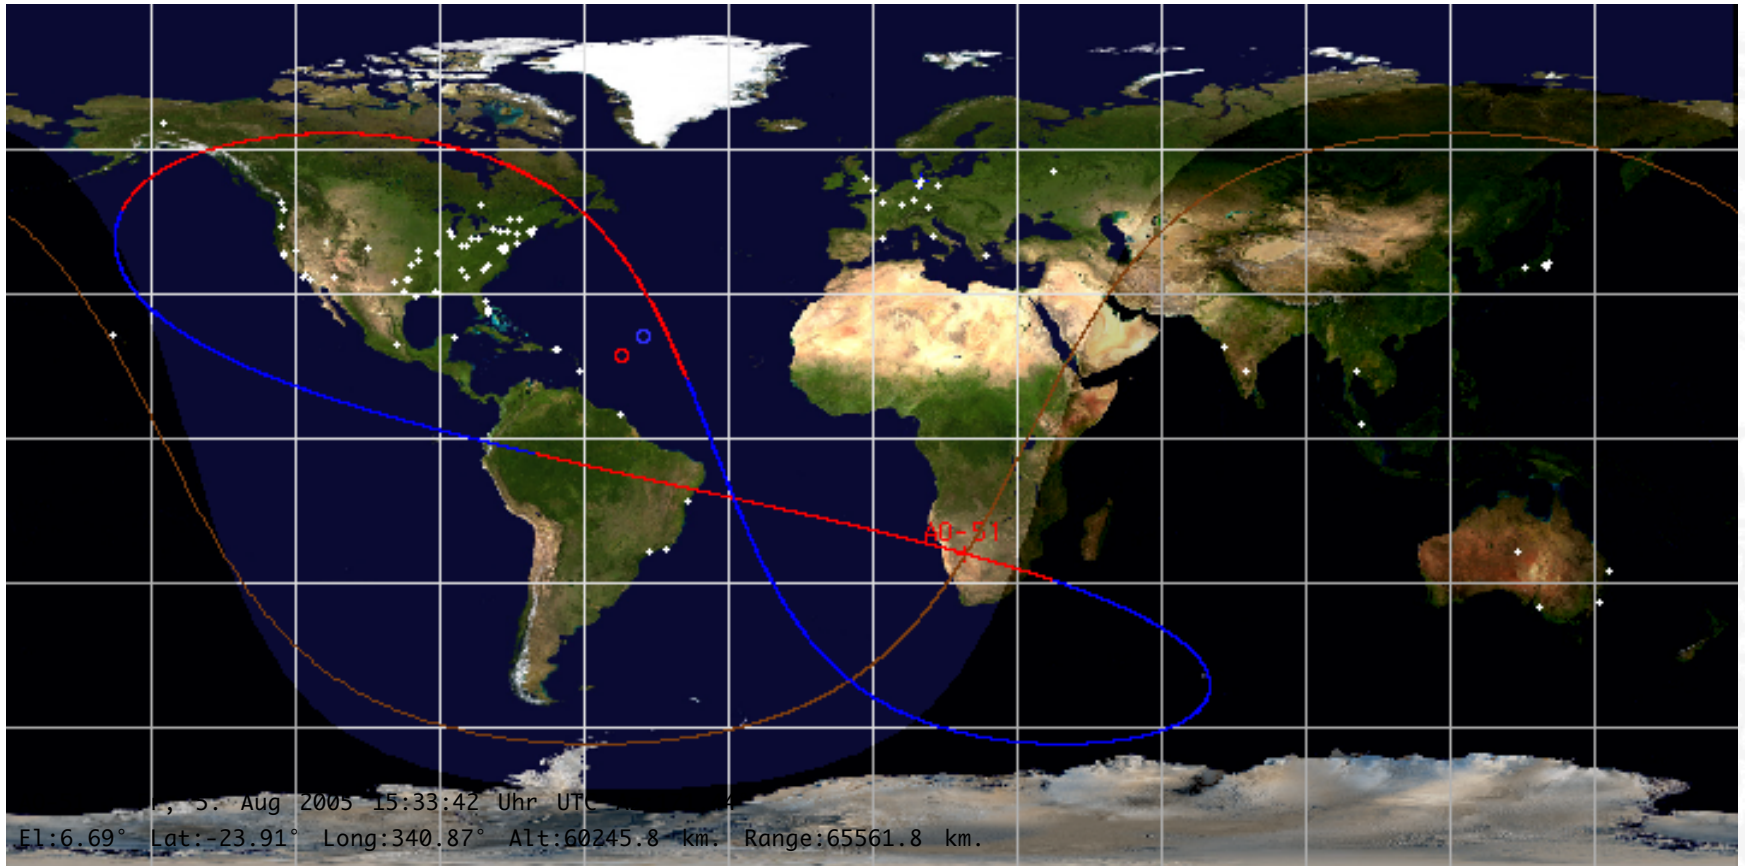 AO-51
, 5. Aug 2005 15:33:42 Uhr UTC
El:6.69° Lat:-23.91° Long:340.87° Alt:60245.8 km. Range:65561.8 km.